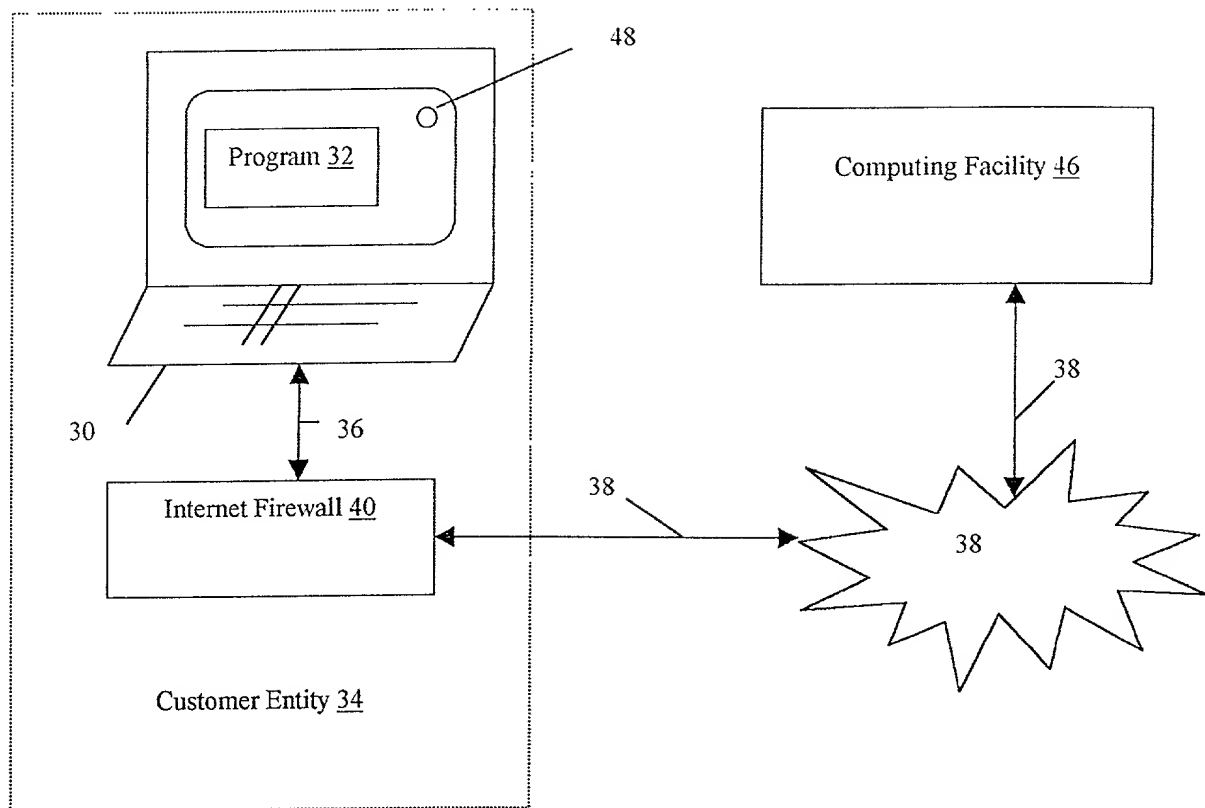 48
Program 32
Computing Facility 46
38
30
36
Internet Firewall 40
38
38
Customer Entity 34